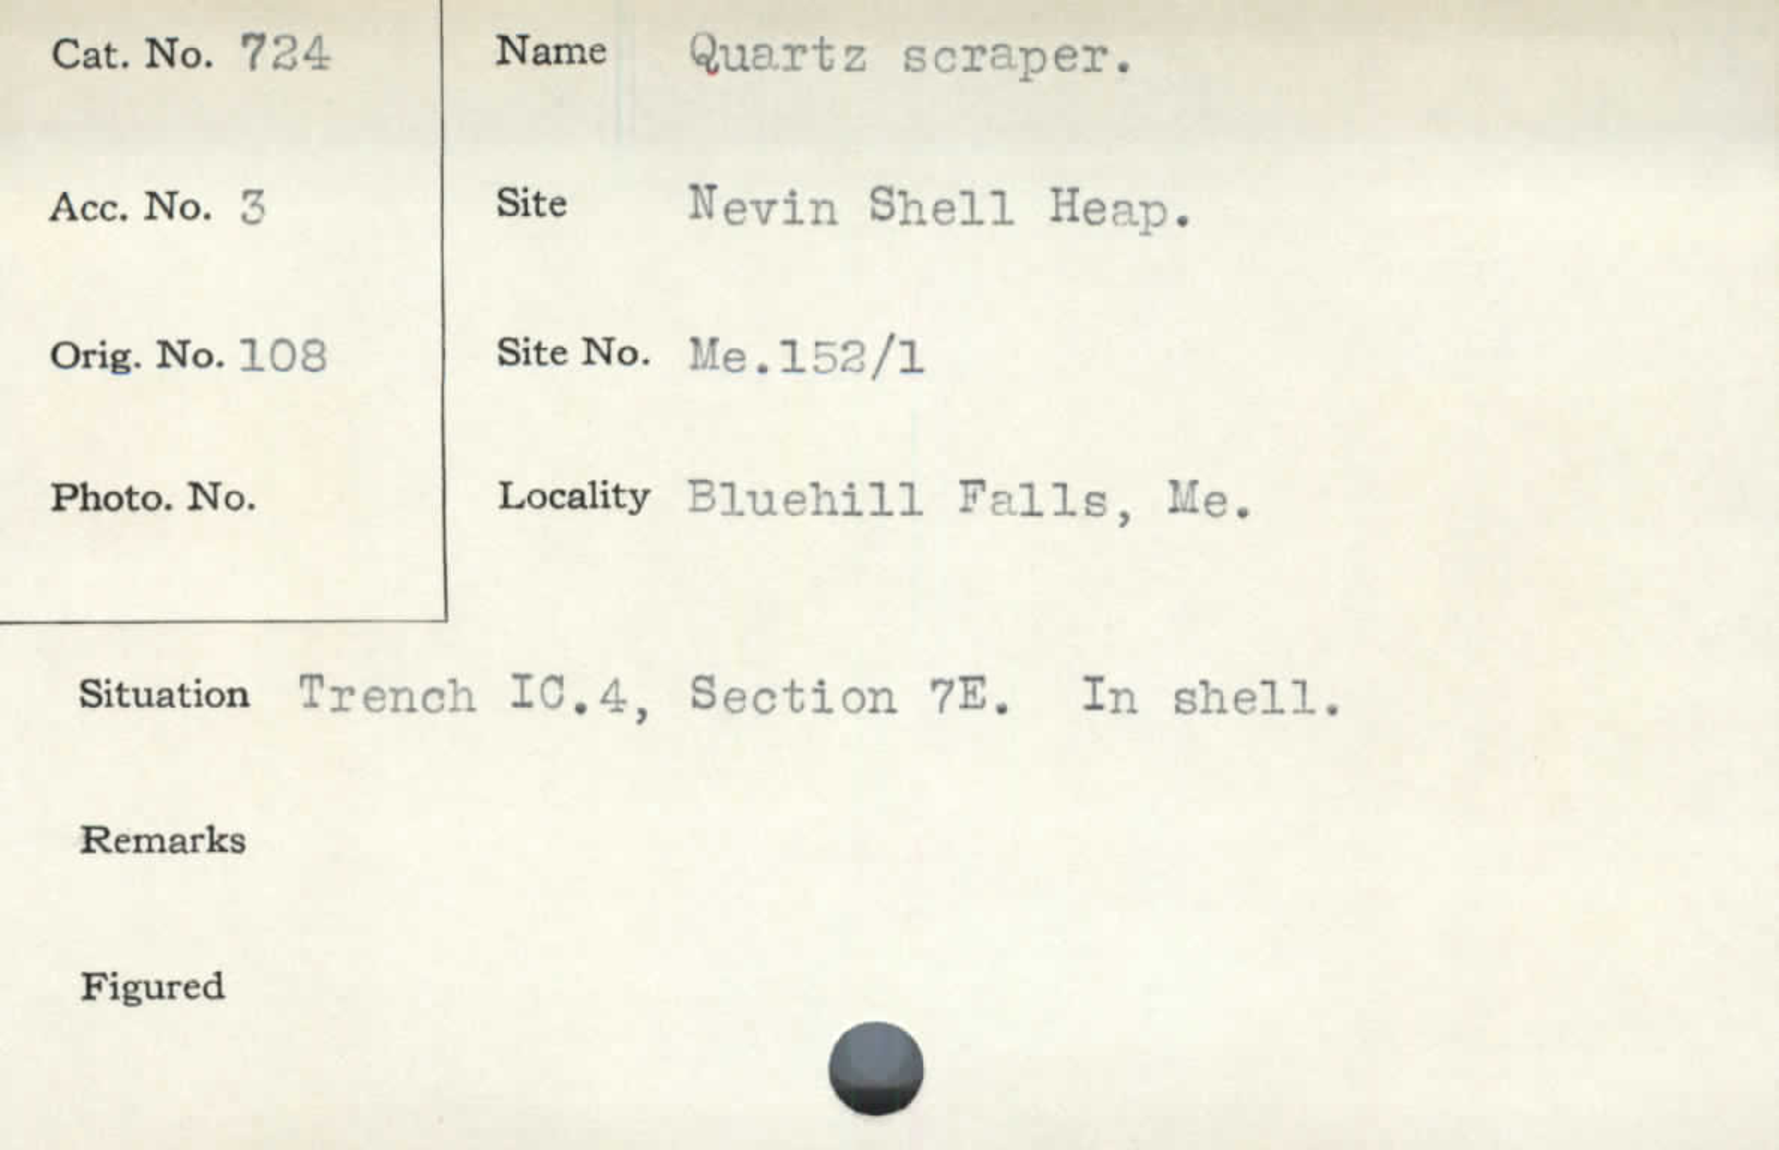 Cat. No. 724
Acc. No. 3
Orig. No. 108
Photo. No.
Name Quartz scraper.
Site Nevin Shell Heap.
Site No. Me.152/1
Locality Bluehill Falls, Me.
Situation Trench IC.4, Section 7E. In shell.
Remarks
Figured